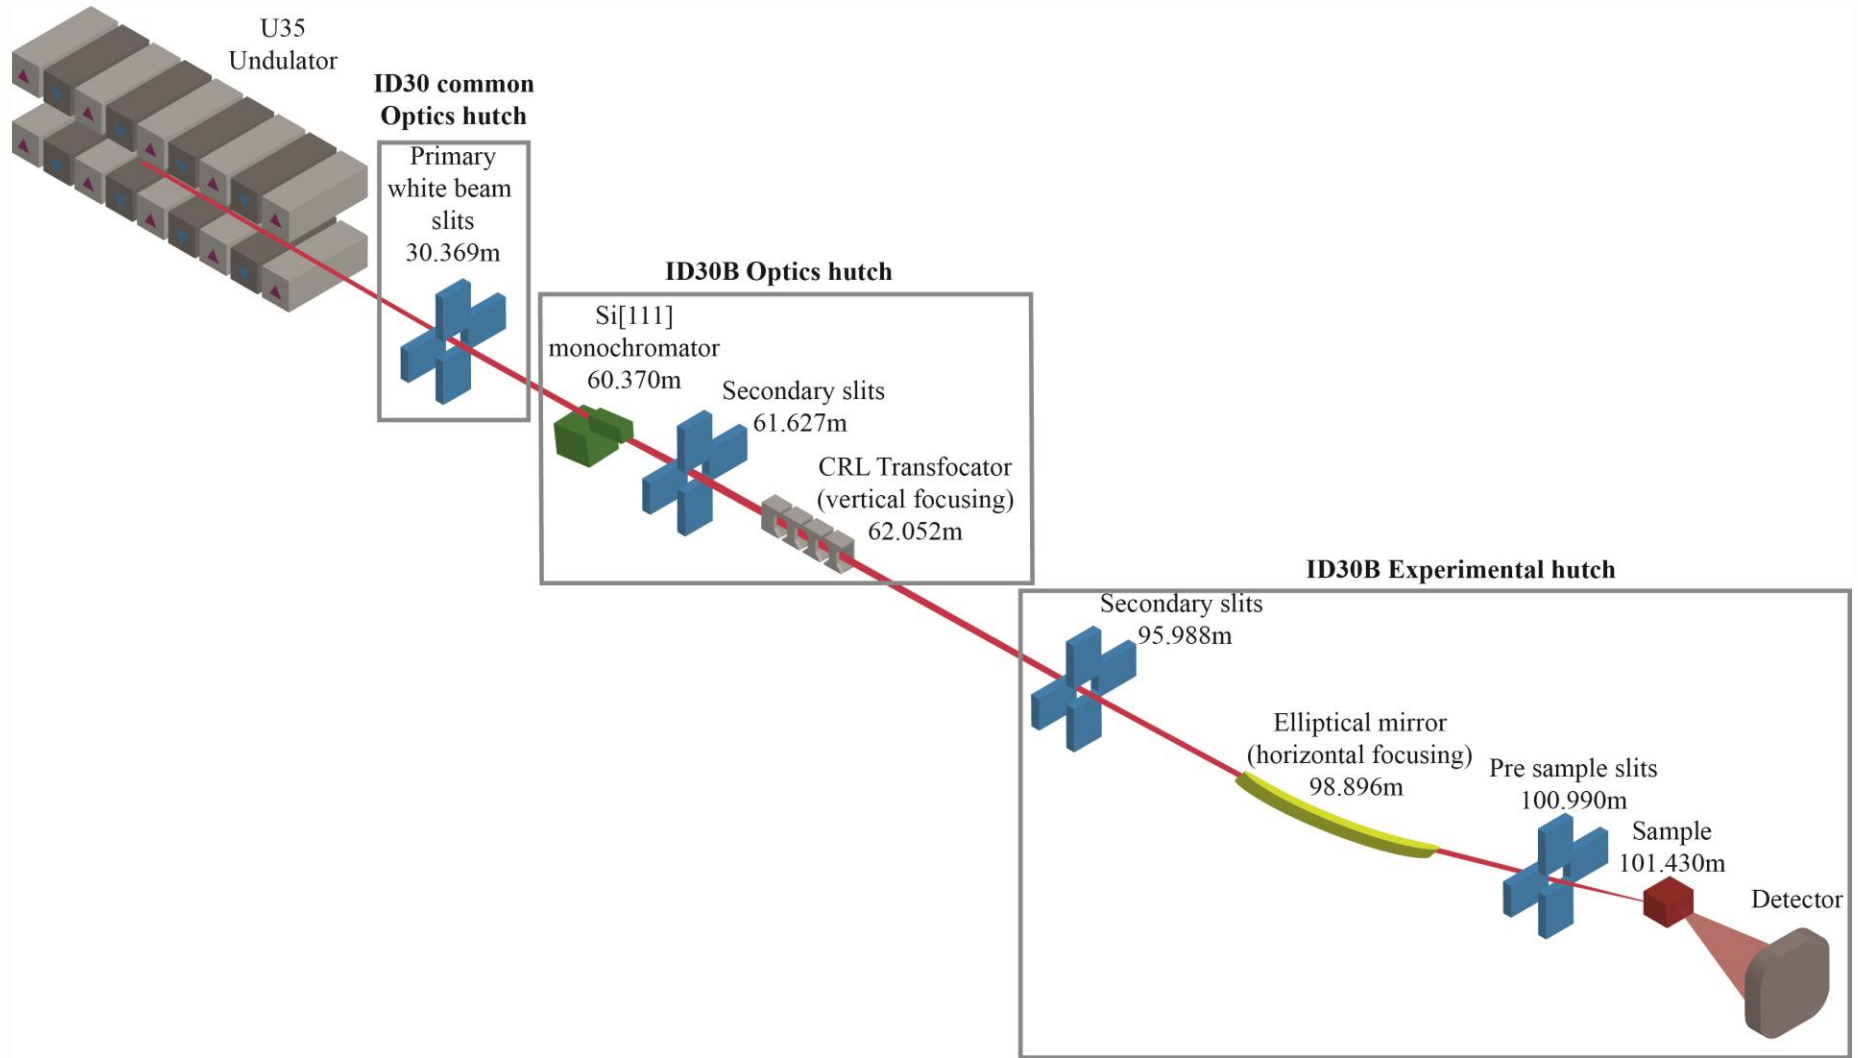 U35
Undulator
ID30 common
Optics hutch
Primary
white beam
slits
30.369m
ID30B Optics hutch
Si[111]
monochromator
60.370m
Secondary slits
61.627m
CRL Transfocator
(vertical focusing)
62.052m
ID30B Experimental hutch
Secondary slits
95.988m
Elliptical mirror
(horizontal focusing)
98.896m
Pre sample slits
100.990m
Sample
101.430m
Detector